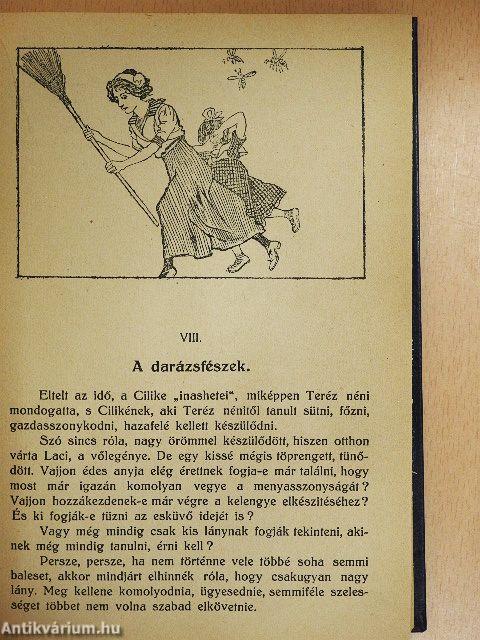 VIII.
A darázsfészek.
Eltelt az idő, a Cilike „inashetei", miképpen Teréz néni
mondogatta, s Cilikének, aki Teréz nénitől tanult sütni, főzni,
gazdasszonykodni, hazafelé kellett készülődni.
Szó sincs róla, nagy örömmel készülődött, hiszen otthon
várta Laci, a vőlegénye. De egy kissé mégis töprengett, tünő-
dött. Vajjon édes anyja elég érettnek fogja-e már találni, hogy
most már igazán komolyan vegye a menyasszonyságát?
Vajjon hozzákezdenek-e már végre a kelengye elkészitéséhez?
És ki fogják-e tüzni az esküvő idejét is?
Vagy még mindig csak kis lánynak fogják tekinteni, aki-
nek még mindig tanulni, érni kell?
Persze, persze, ha nem történne vele többé soha semmi
baleset, akkor mindjárt elhinnék róla, hogy csakugyan nagy
lány. Meg kellene komolyodnia, ügyesednie, semmiféle szeles-
séget többet nem volna szabad elkövetnie.
Antikvárium.hu